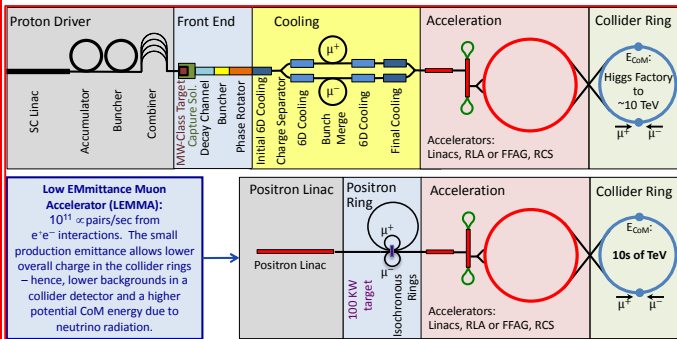 Proton Driver
Front End
Cooling
Acceleration
Collider Ring
SC Linac
Accumulator
Buncher
Combiner
MW-Class Target
Capture Sol.
Decay Channel
Buncher
Phase Rotator
Initial 6D Cooling
Charge Separator
6D Cooling
Bunch
Merge
6D Cooling
Final Cooling
μ+
μ−
Accelerators:
Linacs, RLA or FFAG, RCS
ECoM:
Higgs Factory
to
~10 TeV
μ+ μ−
Low EMmittance Muon
Accelerator (LEMMA):
10¹¹ ∝ pairs/sec from
e⁺e⁻ interactions. The small
production emittance allows lower
overall charge in the collider rings
– hence, lower backgrounds in a
collider detector and a higher
potential CoM energy due to
neutrino radiation.
Positron Linac
Positron
Ring
Acceleration
Collider Ring
Positron Linac
μ+
μ−
100 KW
target
Isochronous
Rings
Accelerators:
Linacs, RLA or FFAG, RCS
ECoM:
10s of TeV
μ+ μ−